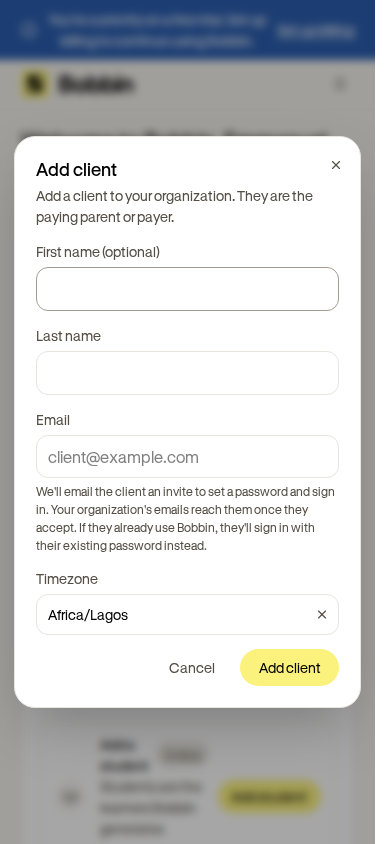 Bobbin
Add client
Add a client to your organization. They are the
paying parent or payer.
First name (optional)
Last name
Email
client@example.com
We'll email the client an invite to set a password and sign
in. Your organization's emails reach them once they
accept. If they already use Bobbin, they'll sign in with
their existing password instead.
Timezone
Africa/Lagos
Cancel
Add client